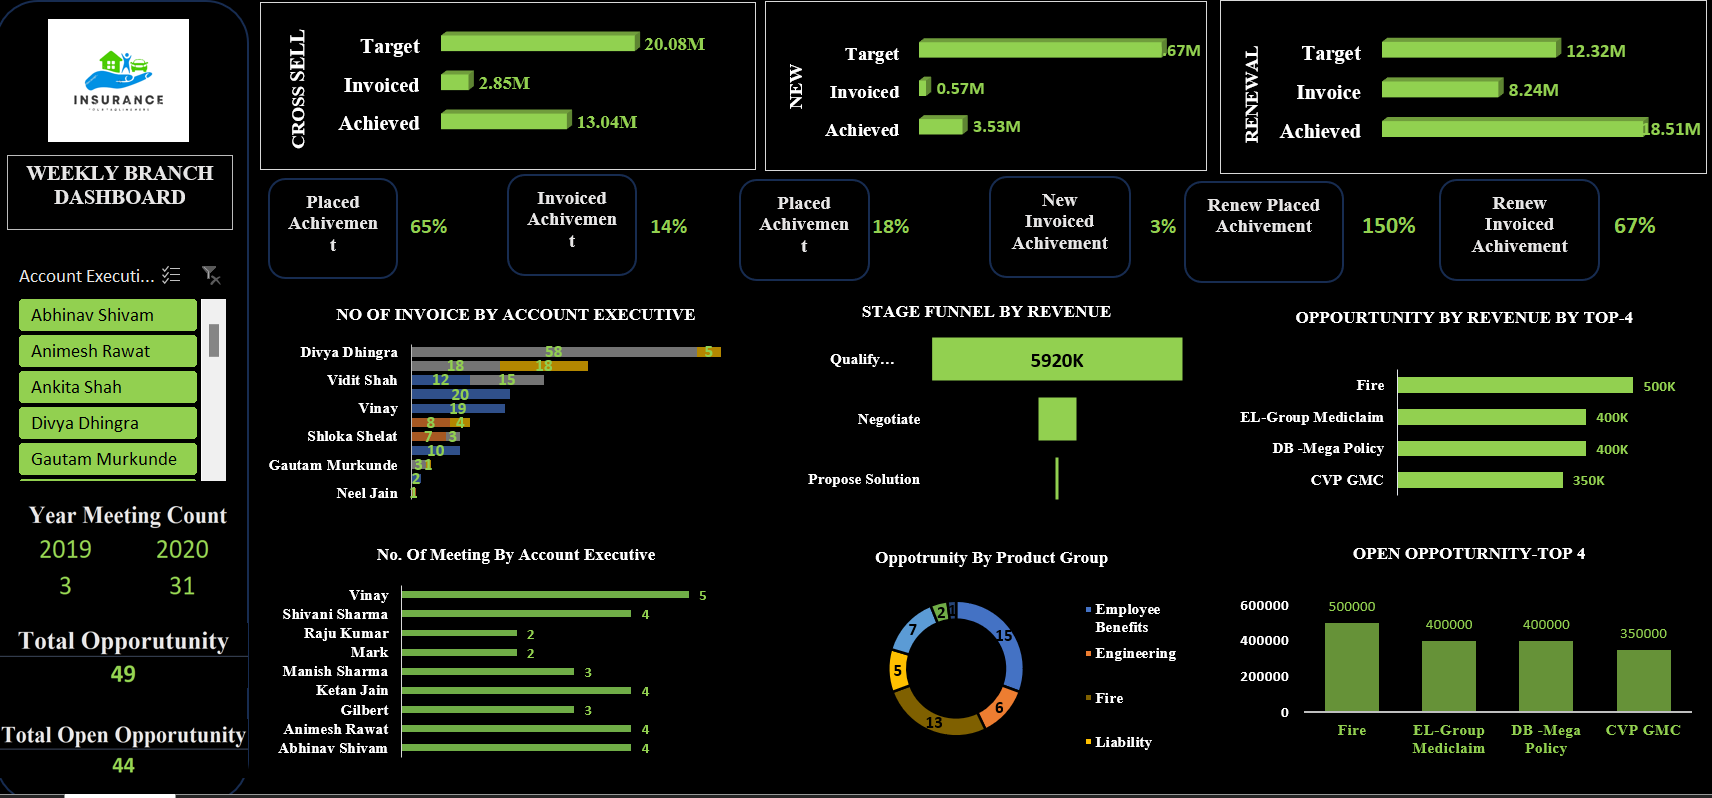 INSURANCE
WEEKLY BRANCH
DASHBOARD
Account Executi...
Abhinav Shivam
Animesh Rawat
Ankita Shah
Divya Dhingra
Gautam Murkunde
Year Meeting Count
2019 2020
3 31
Total Opporutunity
49
Total Open Opporutunity
44
CROSS SELL
Target 20.08M
Invoiced 2.85M
Achieved 13.04M
NEW
Target 67M
Invoiced 0.57M
Achieved 3.53M
RENEWAL
Target 12.32M
Invoice 8.24M
Achieved 18.51M
Placed
Achivemen
t
65%
Invoiced
Achivemen
t
14%
Placed
Achivemen
t
18%
New
Invoiced
Achivement
3%
Renew Placed
Achivement
150%
Renew
Invoiced
Achivement
67%
NO OF INVOICE BY ACCOUNT EXECUTIVE
Divya Dhingra 58 5
18 18
Vidit Shah 12 15
20
Vinay 19
8 4
Shloka Shelat 7 3
10
Gautam Murkunde 3 1
2
Neel Jain 1
STAGE FUNNEL BY REVENUE
Qualify... 5920K
Negotiate
Propose Solution
OPPOURTUNITY BY REVENUE BY TOP-4
Fire 500K
EL-Group Mediclaim 400K
DB -Mega Policy 400K
CVP GMC 350K
No. Of Meeting By Account Executive
Vinay 5
Shivani Sharma 4
Raju Kumar 2
Mark 2
Manish Sharma 3
Ketan Jain 4
Gilbert 3
Animesh Rawat 4
Abhinav Shivam 4
Oppotrunity By Product Group
15
6
13
5
7
2
1
Employee
Benefits
Engineering
Fire
Liability
OPEN OPPOTURNITY-TOP 4
600000
400000
200000
0
500000
400000
400000
350000
Fire
EL-Group
Mediclaim
DB -Mega
Policy
CVP GMC